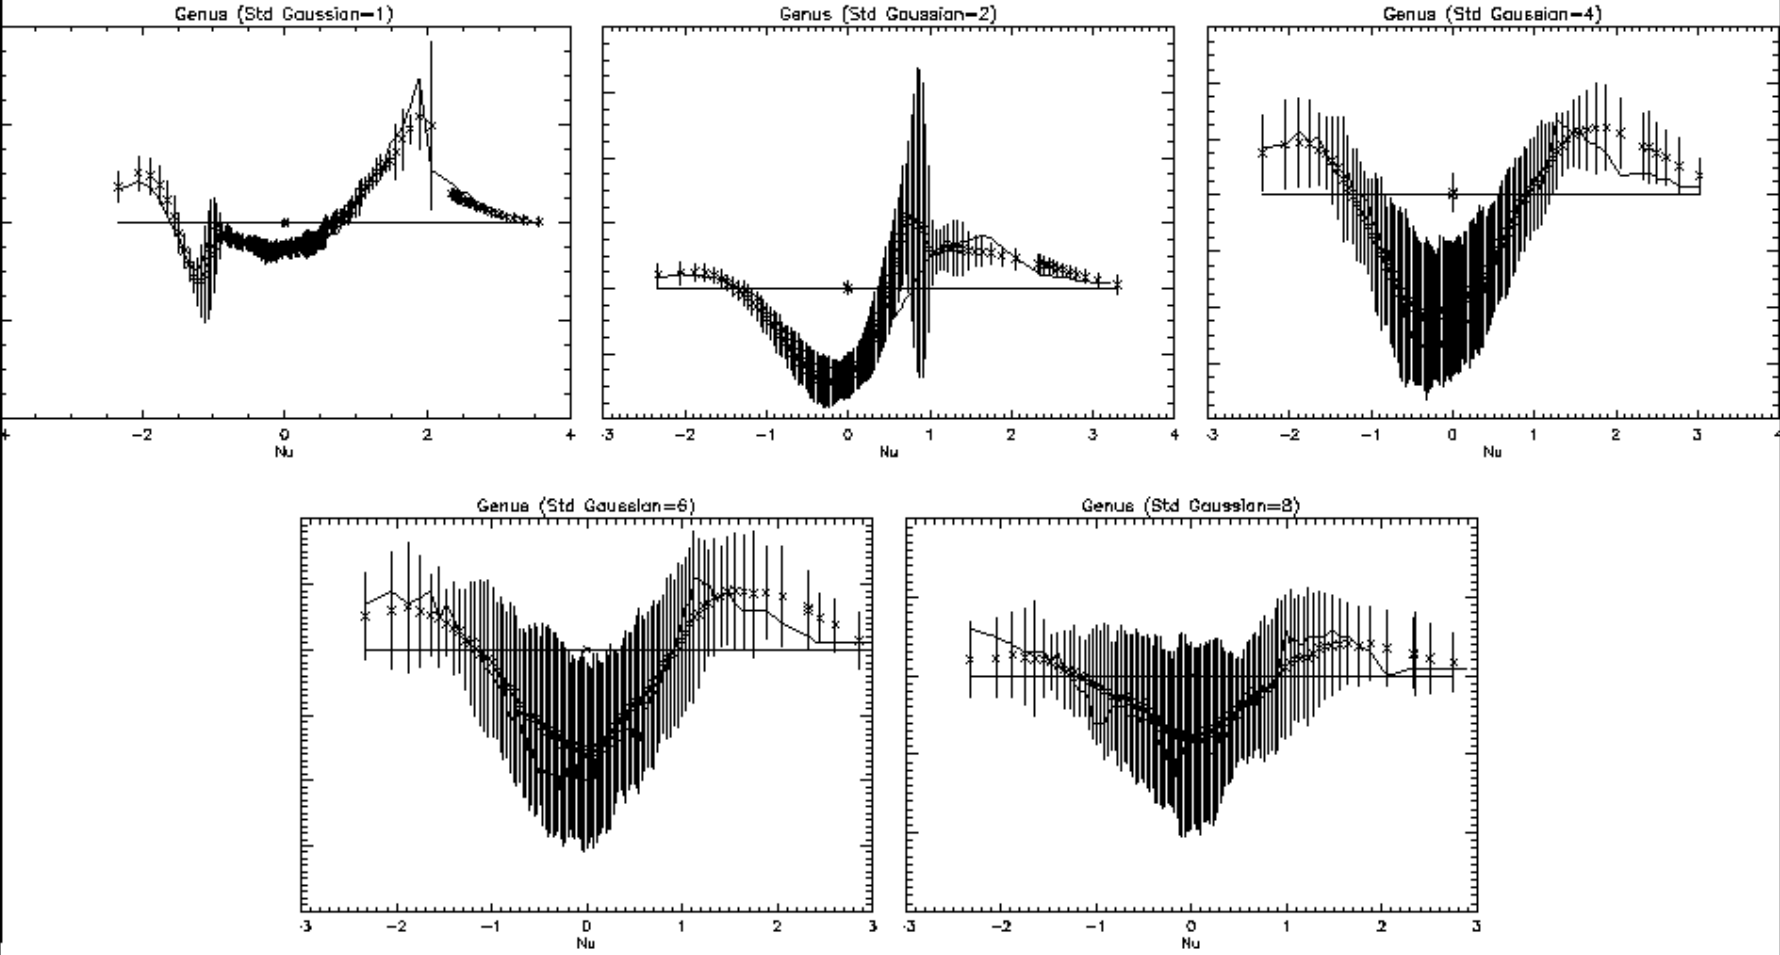 Genus (Std Gaussian=1)
Genus (Std Gaussian=2)
Genus (Std Gaussian=4)
4 -2 0 2 4
-3 -2 -1 0 1 2 3 4
-3 -2 -1 0 1 2 3 4
Nu
Nu
Nu
Genus (Std Gaussian=6)
Genus (Std Gaussian=8)
-3 -2 -1 0 1 2 3
-3 -2 -1 0 1 2 3
Nu
Nu